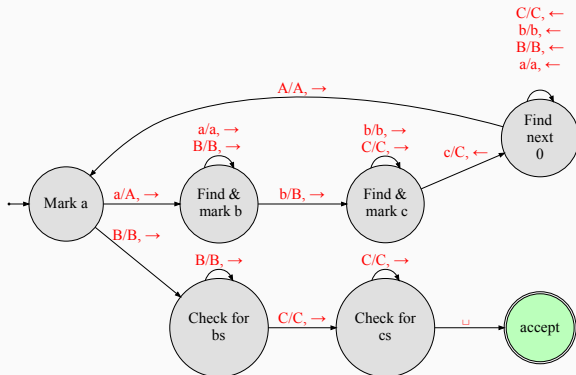 C/C, ←
b/b, ←
B/B, ←
a/a, ←
A/A, →
Find
next
0
a/a, →
B/B, →
b/b, →
C/C, →
c/C, ←
Mark a
a/A, →
Find &
mark b
b/B, →
Find &
mark c
B/B, →
B/B, →
C/C, →
Check for
bs
C/C, →
Check for
cs
␣
accept